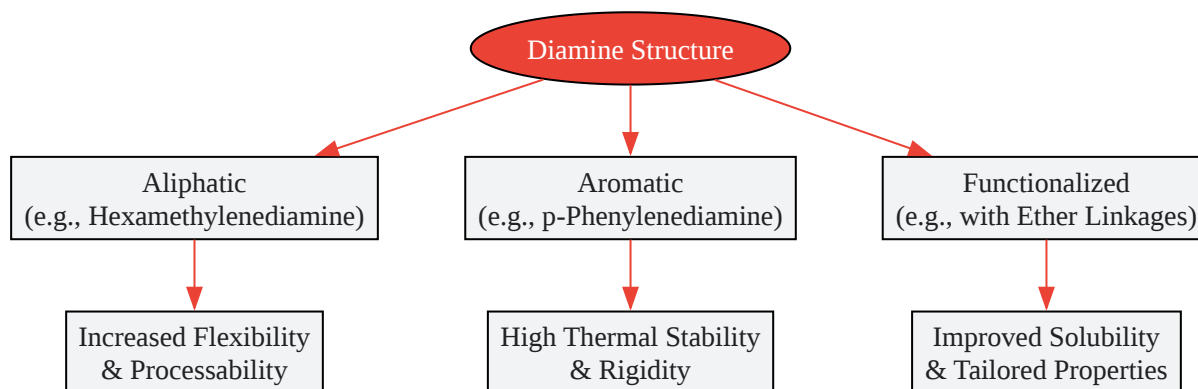 Diamine Structure
Aliphatic
(e.g., Hexamethylenediamine)
Aromatic
(e.g., p-Phenylenediamine)
Functionalized
(e.g., with Ether Linkages)
Increased Flexibility
& Processability
High Thermal Stability
& Rigidity
Improved Solubility
& Tailored Properties